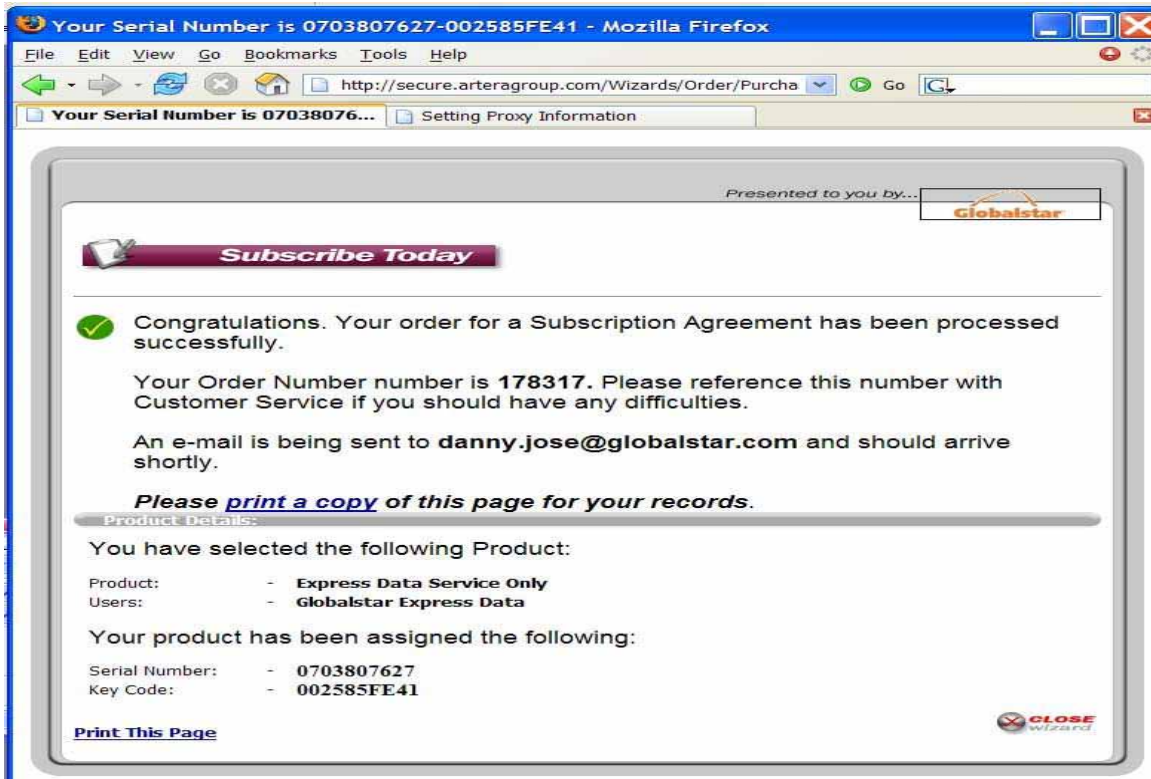 Your Serial Number is 0703807627-002585FE41 - Mozilla Firefox
File Edit View Go Bookmarks Tools Help
http://secure.arteragroup.com/Wizards/Order/Purcha Go G
Your Serial Number is 07038076... Setting Proxy Information
Presented to you by...
Globalstar
Subscribe Today
Congratulations. Your order for a Subscription Agreement has been processed
successfully.
Your Order Number number is 178317. Please reference this number with
Customer Service if you should have any difficulties.
An e-mail is being sent to danny.jose@globalstar.com and should arrive
shortly.
Please print a copy of this page for your records.
Product Details:
You have selected the following Product:
Product: - Express Data Service Only
Users: - Globalstar Express Data
Your product has been assigned the following:
Serial Number: - 0703807627
Key Code: - 002585FE41
CLOSE
wizard
Print This Page